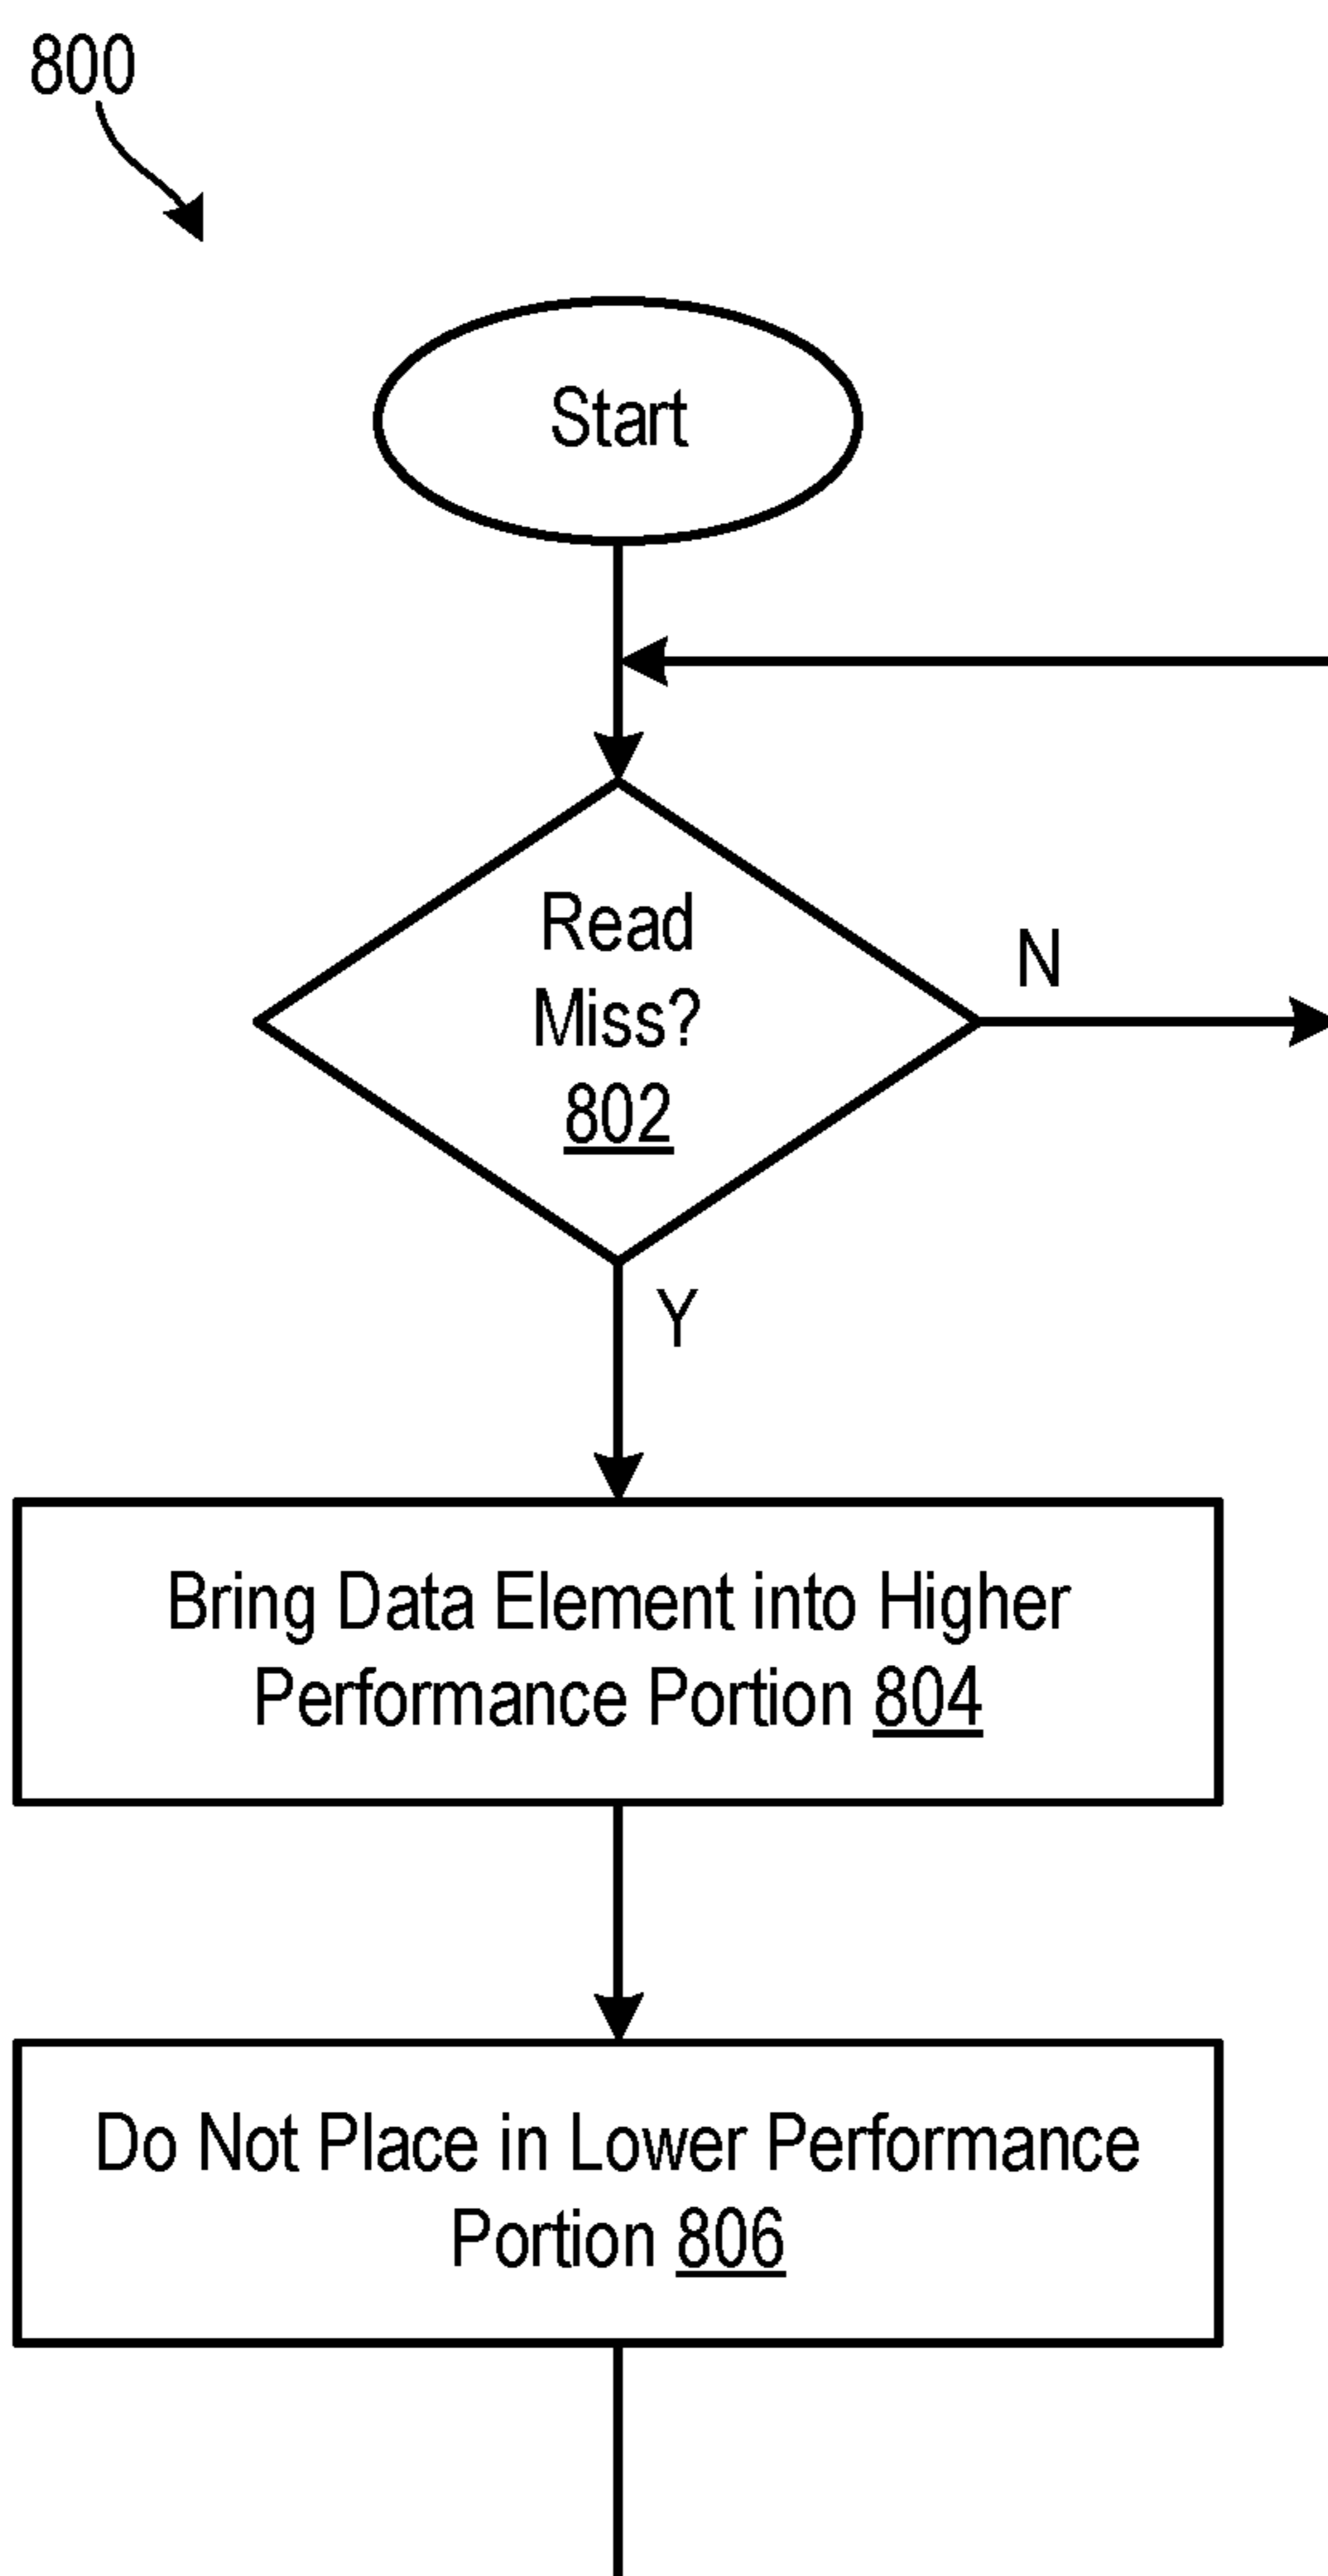 800
Start
Read
Miss?
802
N
Y
Bring Data Element into Higher
Performance Portion 804
Do Not Place in Lower Performance
Portion 806